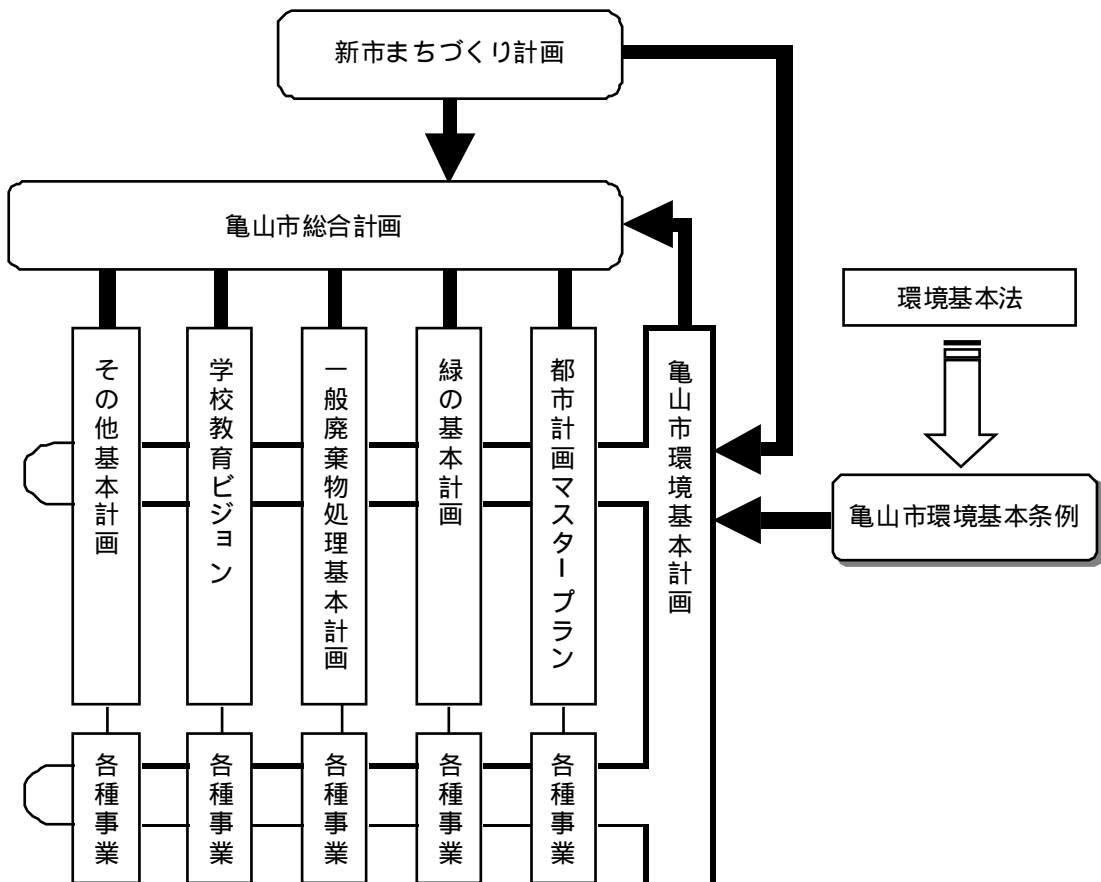 新市まちづくり計画
亀山市総合計画
環境基本法
その他基本計画
学校教育ビジョン
一般廃棄物処理基本計画
緑の基本計画
都市計画マスタープラン
亀山市環境基本計画
亀山市環境基本条例
各種事業
各種事業
各種事業
各種事業
各種事業